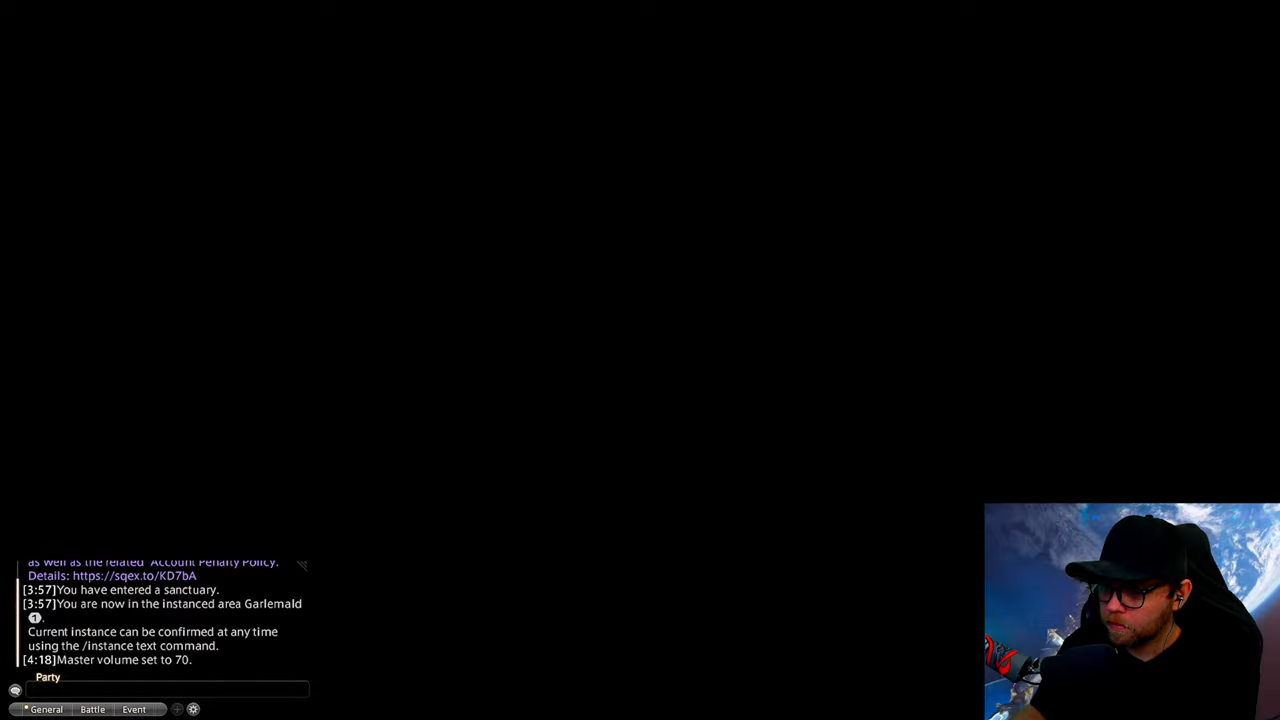 as well as the related "Account Penalty Policy."
Details: https://sqex.to/KD7bA
[3:57]You have entered a sanctuary.
[3:57]You are now in the instanced area Garlemald
1.
Current instance can be confirmed at any time
using the /instance text command.
[4:18]Master volume set to 70.
Party
General Battle Event